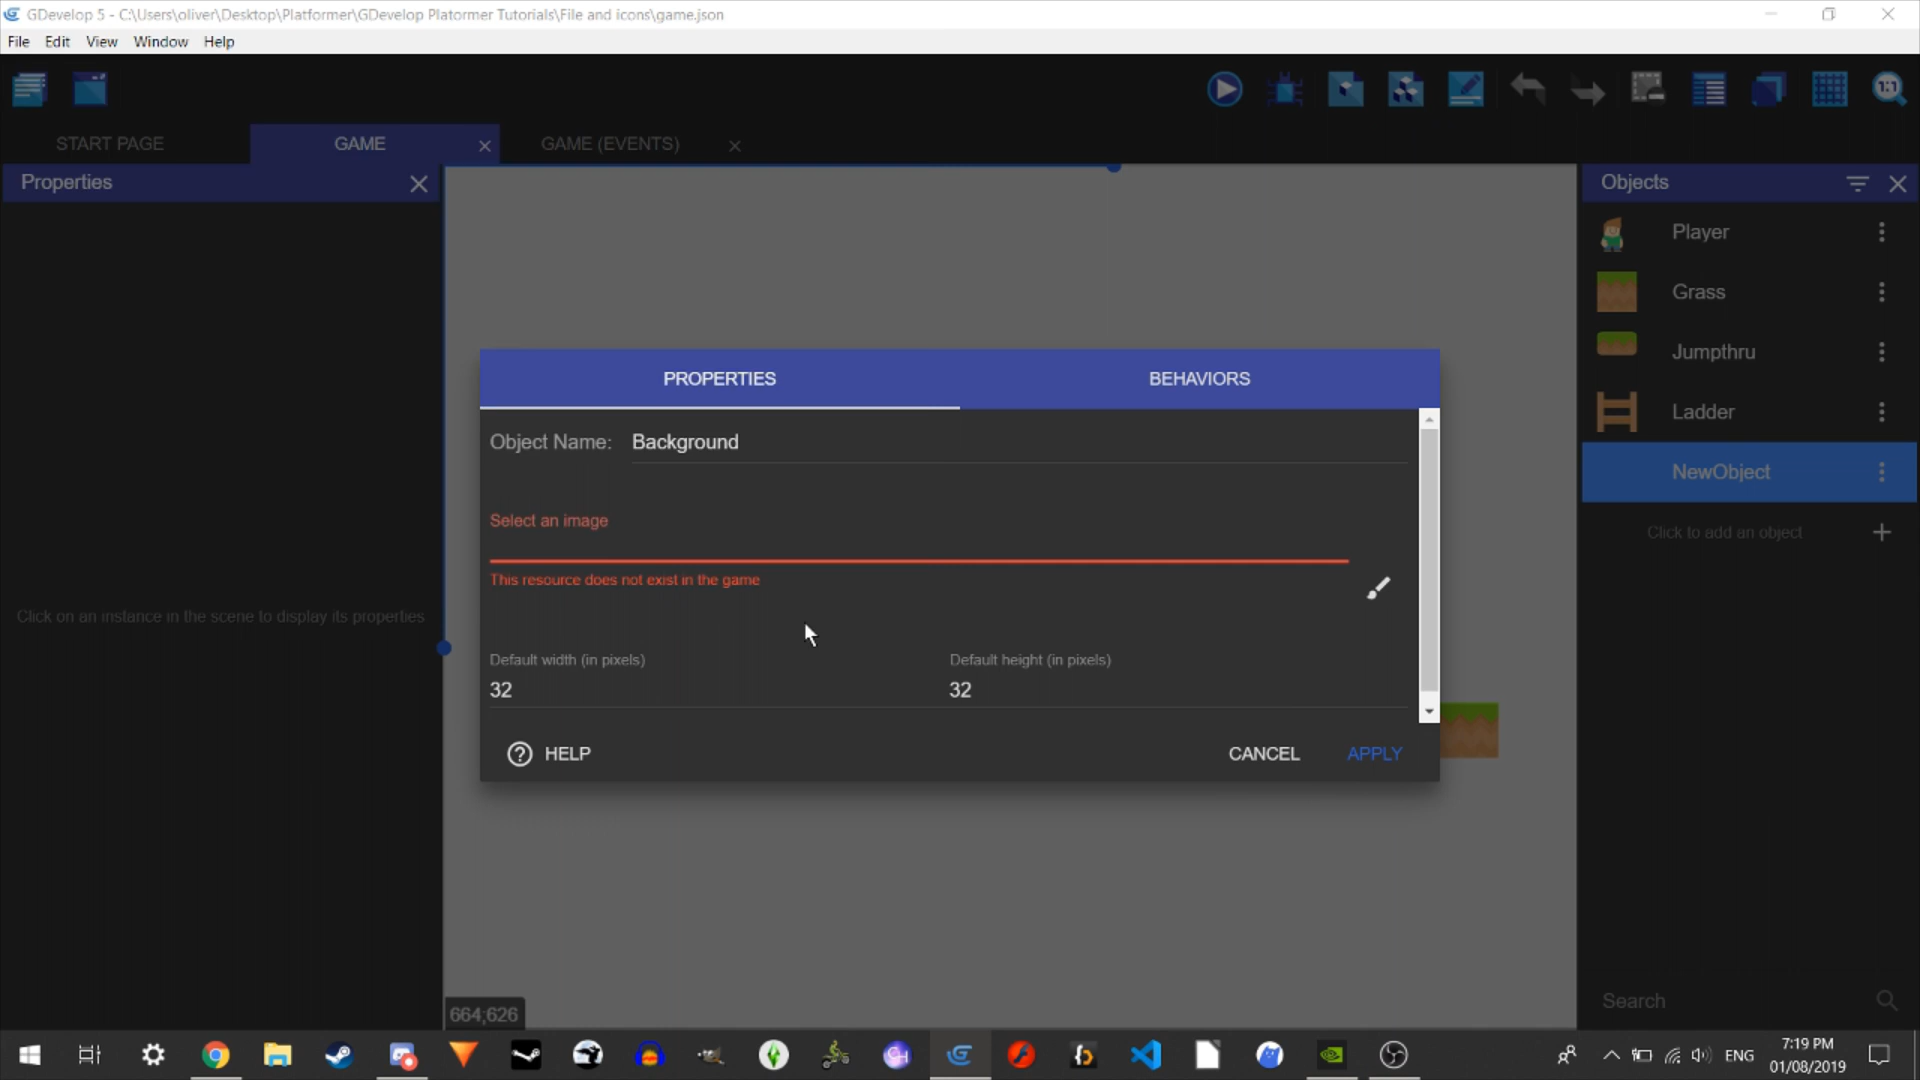 GDevelop 5 - C:\Users\oliver\Desktop\Platformer\GDevelop Platormer Tutorials\File and icons\game.json
File Edit View Window Help
1:1
START PAGE
GAME
GAME (EVENTS)
Properties
Objects
Player
Grass
Jumpthru
Ladder
NewObject
Click to add an object
Click on an instance in the scene to display its properties
PROPERTIES
BEHAVIORS
Object Name: Background
Select an image
This resource does not exist in the game
Default width (in pixels)
Default height (in pixels)
32
32
HELP
CANCEL
APPLY
664;626
Search
ENG
7:19 PM
01/08/2019